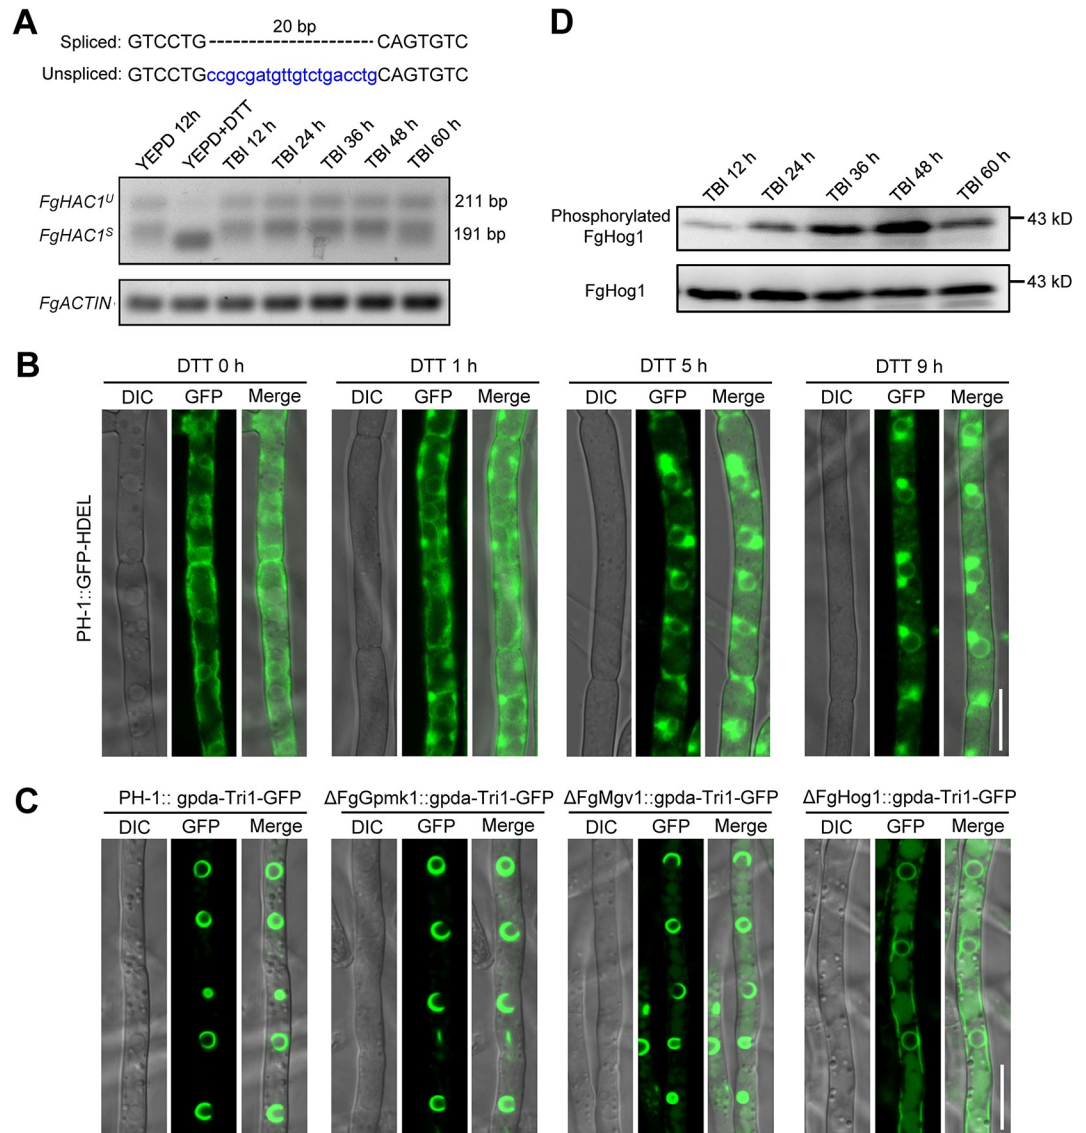 A
20 bp
Spliced: GTCCTG--------------------CAGTGTC
Unspliced: GTCCTGccgcgatgttgtctgacctgCAGTGTC
YEPD 12h
YEPD+DTT
TBI 12 h
TBI 24 h
TBI 36 h
TBI 48 h
TBI 60 h
FgHAC1U
211 bp
FgHAC1S
191 bp
FgACTIN
D
TBI 12 h
TBI 24 h
TBI 36 h
TBI 48 h
TBI 60 h
Phosphorylated
FgHog1
43 kD
FgHog1
43 kD
B
DTT 0 h
DTT 1 h
DTT 5 h
DTT 9 h
DIC GFP Merge
DIC GFP Merge
DIC GFP Merge
DIC GFP Merge
PH-1::GFP-HDEL
C
PH-1:: gpda-Tri1-GFP
ΔFgGpmk1::gpda-Tri1-GFP
ΔFgMgv1::gpda-Tri1-GFP
ΔFgHog1::gpda-Tri1-GFP
DIC GFP Merge
DIC GFP Merge
DIC GFP Merge
DIC GFP Merge